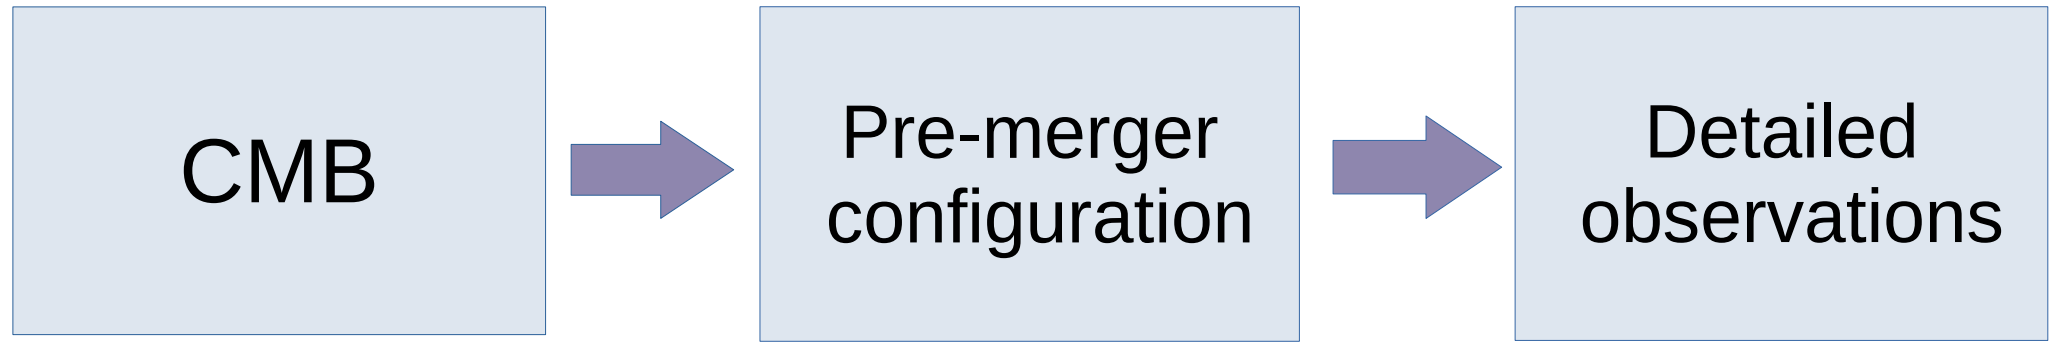 CMB
Pre-merger
configuration
Detailed
observations